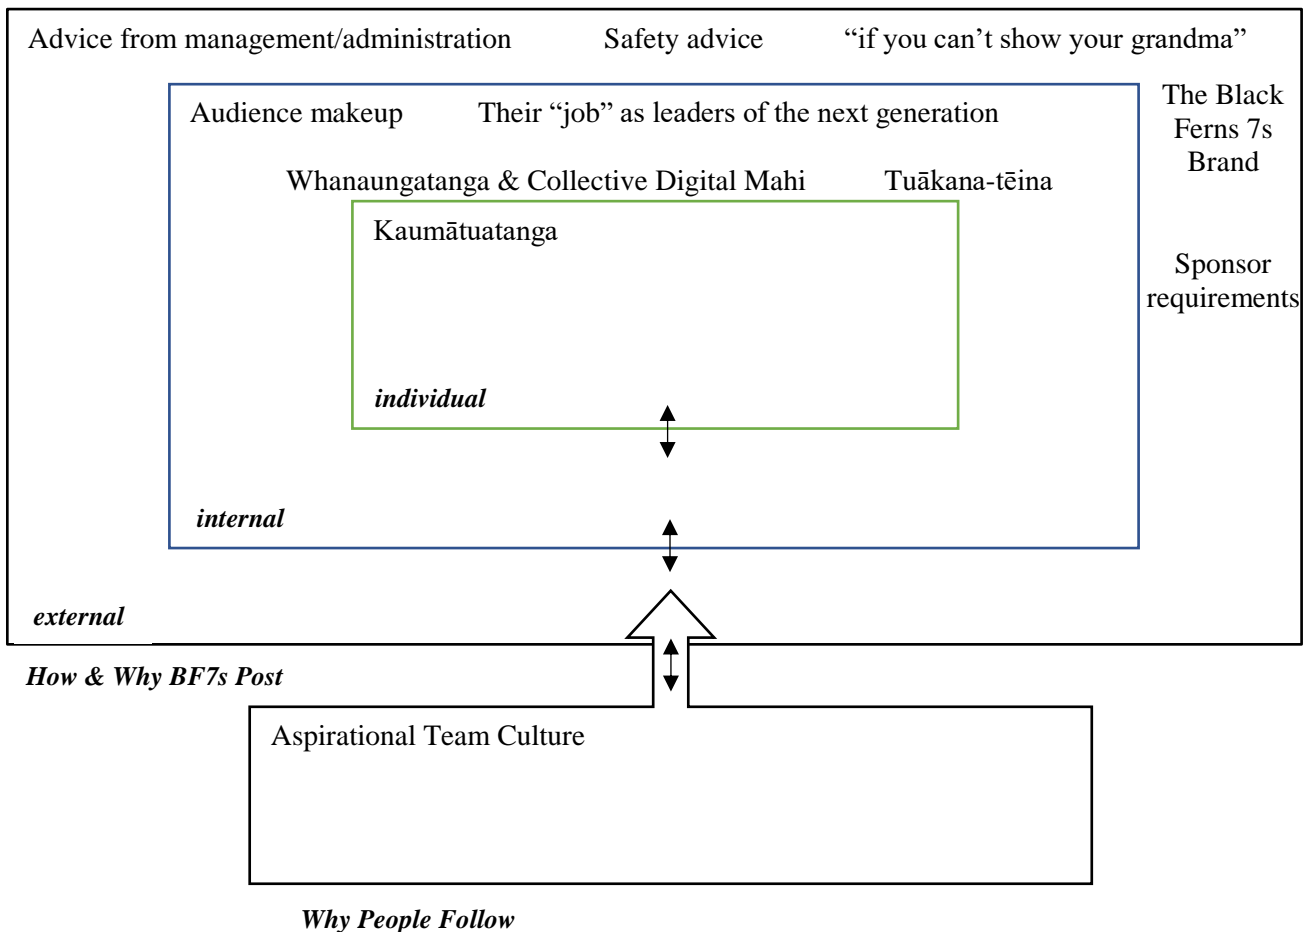 Advice from management/administration Safety advice “if you can’t show your grandma”
The Black
Ferns 7s
Brand
Audience makeup Their “job” as leaders of the next generation
Whanaungatanga & Collective Digital Mahi Tuākana-tēina
Kaumātuatanga
Sponsor
requirements
individual
internal
external
How & Why BF7s Post
Aspirational Team Culture
Why People Follow